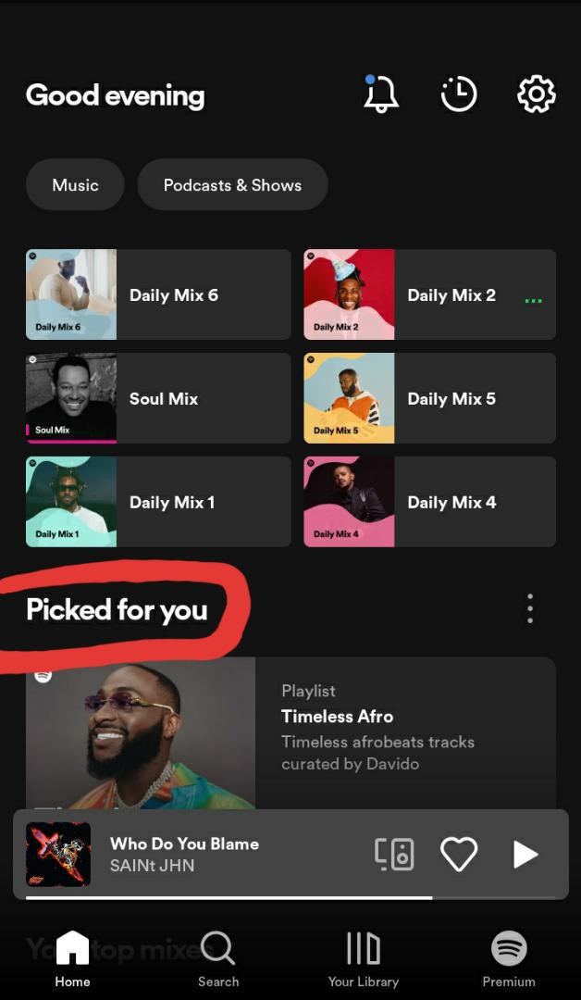 Good evening
Music
Podcasts & Shows
Daily Mix 6
Daily Mix 6
Daily Mix 2
Daily Mix 2
Soul Mix
Soul Mix
Daily Mix 5
Daily Mix 5
Daily Mix 1
Daily Mix 1
Daily Mix 4
Daily Mix 4
Picked for you
Playlist
Timeless Afro
Timeless afrobeats tracks
curated by Davido
Who Do You Blame
SAINt JHN
top mixes
Home
Search
Your Library
Premium